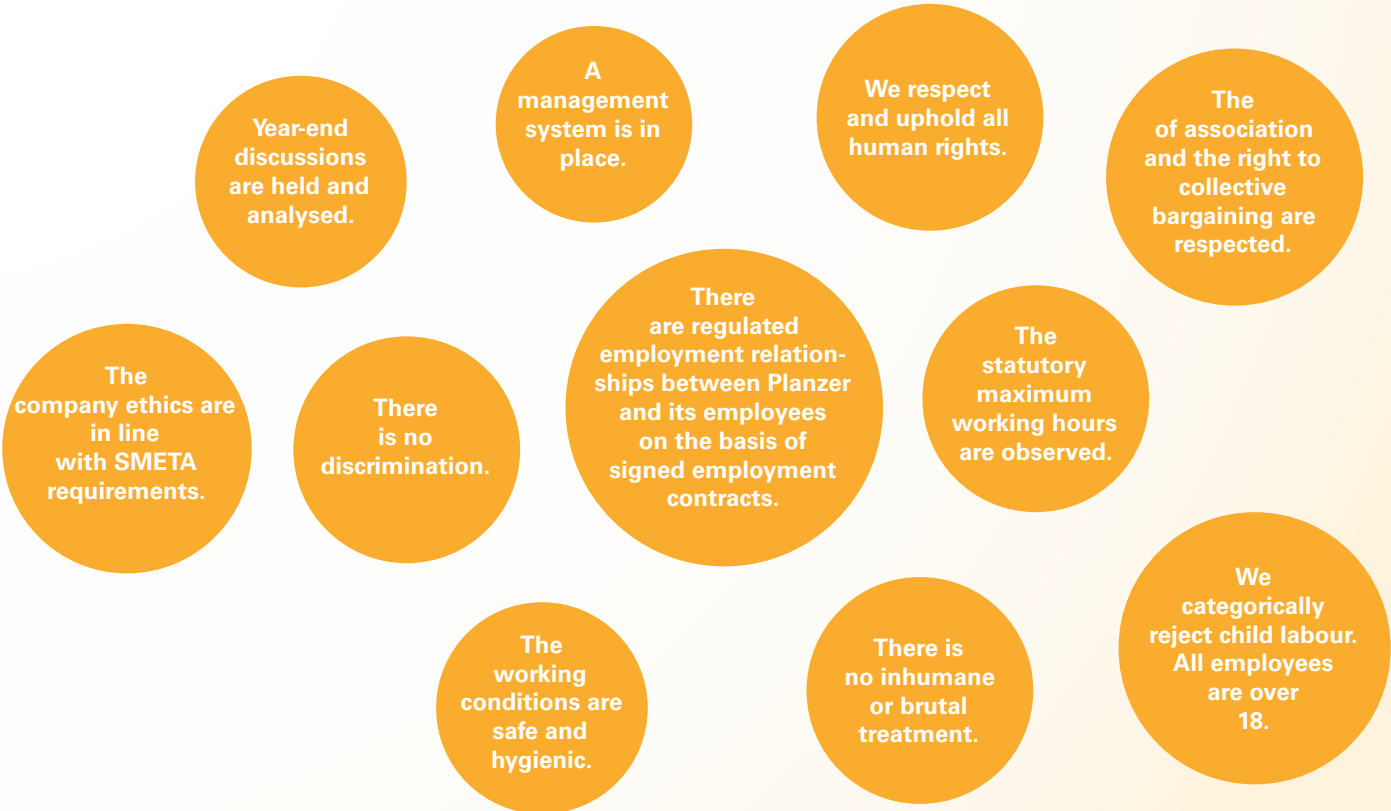 Year-end
discussions
are held and
analysed.
A
management
system is in
place.
We respect
and uphold all
human rights.
The
of association
and the right to
collective
bargaining are
respected.
The
company ethics are
in line
with SMETA
requirements.
There
is no
discrimination.
There
are regulated
employment relation-
ships between Planzer
and its employees
on the basis of
signed employment
contracts.
The
statutory
maximum
working hours
are observed.
The
working
conditions are
safe and
hygienic.
There is
no inhumane
or brutal
treatment.
We
categorically
reject child labour.
All employees
are over
18.